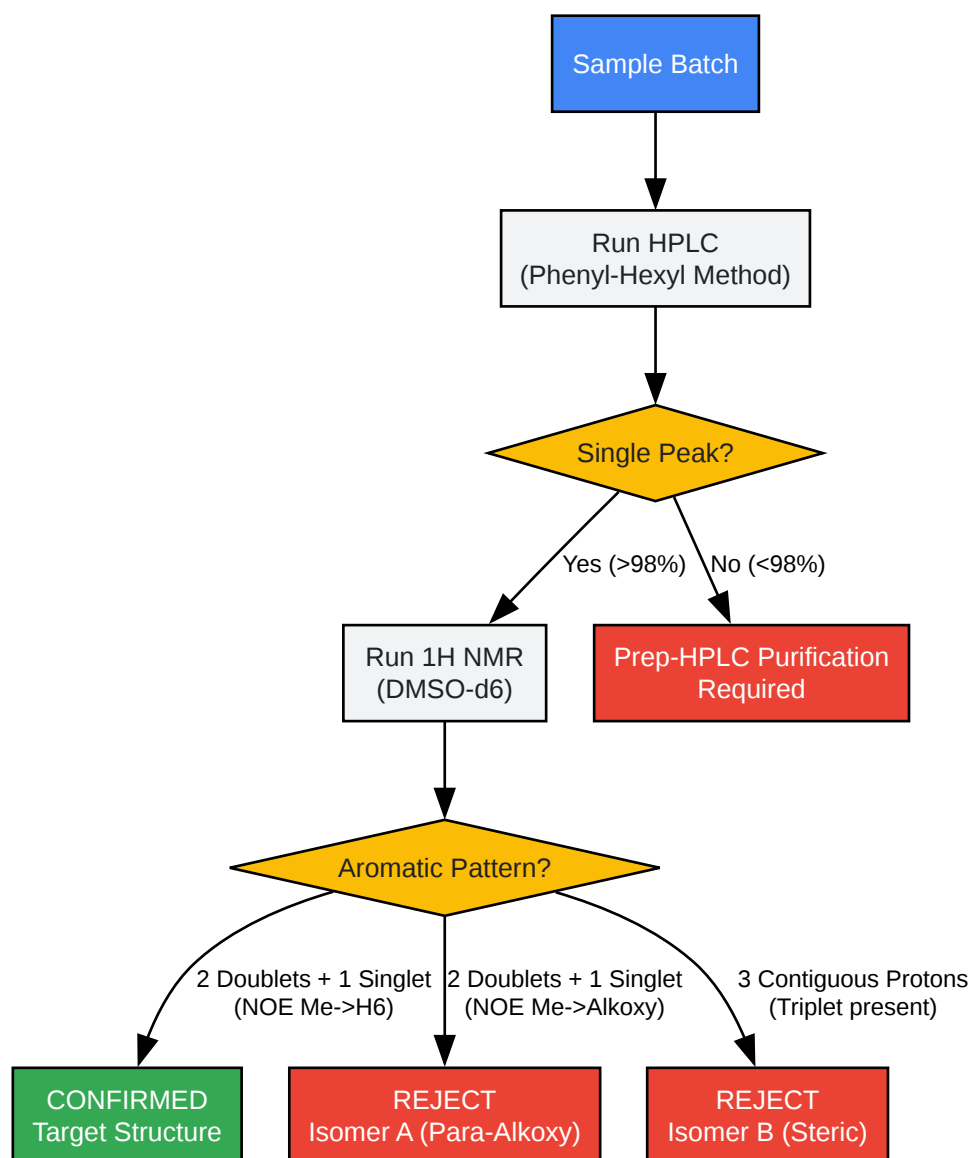 Sample Batch
Run HPLC
(Phenyl-Hexyl Method)
Single Peak?
Yes (>98%)
No (<98%)
Run 1H NMR
(DMSO-d6)
Prep-HPLC Purification
Required
Aromatic Pattern?
2 Doublets + 1 Singlet
(NOE Me->H6)
2 Doublets + 1 Singlet
(NOE Me->Alkoxy)
3 Contiguous Protons
(Triplet present)
CONFIRMED
Target Structure
REJECT
Isomer A (Para-Alkoxy)
REJECT
Isomer B (Steric)